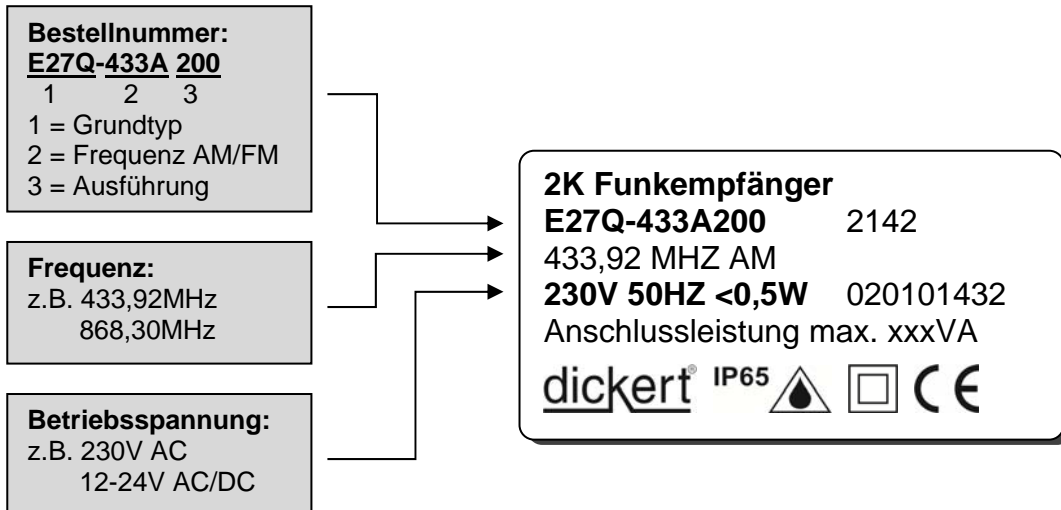 Bestellnummer:
E27Q-433A 200
1 2 3
1 = Grundtyp
2 = Frequenz AM/FM
3 = Ausführung
Frequenz:
z.B. 433,92MHz
868,30MHz
Betriebsspannung:
z.B. 230V AC
12-24V AC/DC
2K Funkempfänger
E27Q-433A200 2142
433,92 MHZ AM
230V 50HZ <0,5W 020101432
Anschlussleistung max. xxxVA
dickert® IP65 CE